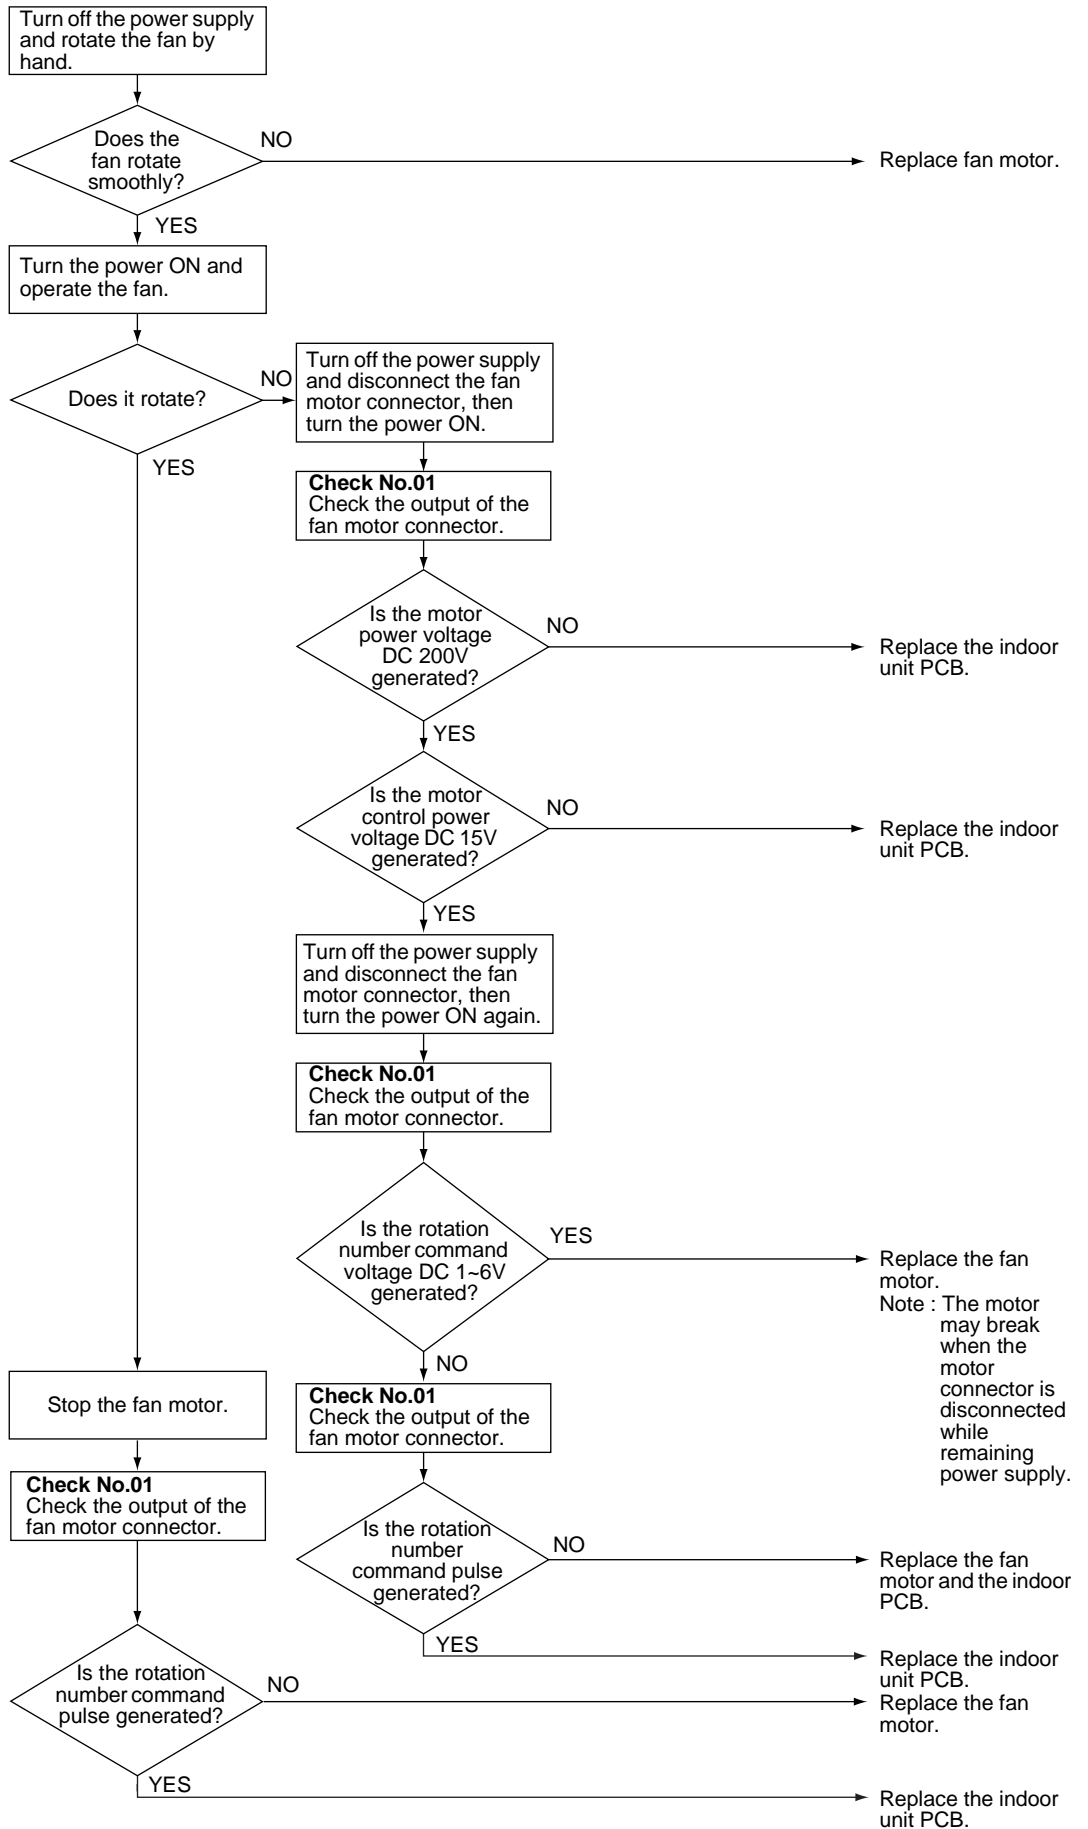 Turn off the power supply
and rotate the fan by
hand.
Does the
fan rotate
smoothly?
NO
Replace fan motor.
YES
Turn the power ON and
operate the fan.
Does it rotate?
NO
Turn off the power supply
and disconnect the fan
motor connector, then
turn the power ON.
YES
Check No.01
Check the output of the
fan motor connector.
Is the motor
power voltage
DC 200V
generated?
NO
Replace the indoor
unit PCB.
YES
Is the motor
control power
voltage DC 15V
generated?
NO
Replace the indoor
unit PCB.
YES
Turn off the power supply
and disconnect the fan
motor connector, then
turn the power ON again.
Check No.01
Check the output of the
fan motor connector.
Is the rotation
number command
voltage DC 1~6V
generated?
YES
Replace the fan
motor.
Note : The motor
may break
when the
motor
connector is
disconnected
while
remaining
power supply.
NO
Stop the fan motor.
Check No.01
Check the output of the
fan motor connector.
Check No.01
Check the output of the
fan motor connector.
Is the rotation
number
command pulse
generated?
NO
Replace the fan
motor and the indoor
PCB.
YES
Replace the indoor
unit PCB.
Is the rotation
number command
pulse generated?
NO
Replace the fan
motor.
YES
Replace the indoor
unit PCB.